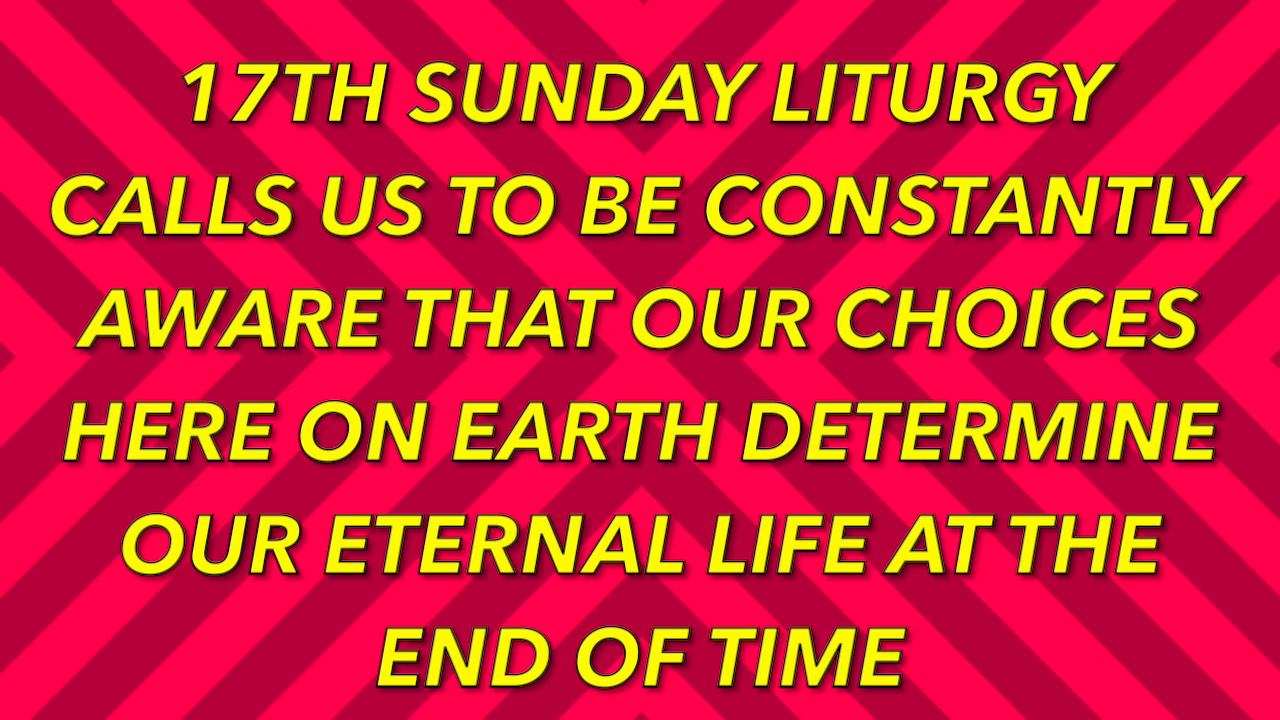 17TH SUNDAY LITURGY
CALLS US TO BE CONSTANTLY
AWARE THAT OUR CHOICES
HERE ON EARTH DETERMINE
OUR ETERNAL LIFE AT THE
END OF TIME